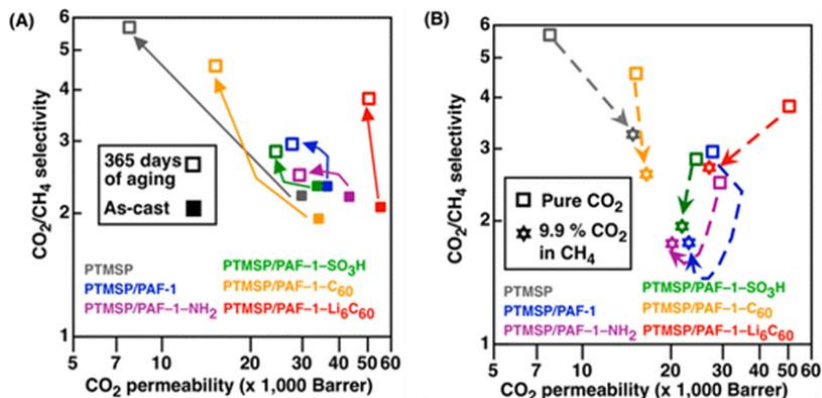 (A)
6
5
4
3
2
1
CO2/CH4 selectivity
365 days
of aging
As-cast
PTMSP
PTMSP/PAF-1
PTMSP/PAF-1-NH2
PTMSP/PAF-1-SO3H
PTMSP/PAF-1-C60
PTMSP/PAF-1-Li6C60
5 7 10 20 30 40 50 60
CO2 permeability (x 1,000 Barrer)
(B)
6
5
4
3
2
1
CO2/CH4 selectivity
Pure CO2
9.9 % CO2
in CH4
PTMSP
PTMSP/PAF-1
PTMSP/PAF-1-NH2
PTMSP/PAF-1-SO3H
PTMSP/PAF-1-C60
PTMSP/PAF-1-Li6C60
5 7 10 20 30 40 50 60
CO2 permeability (x 1,000 Barrer)